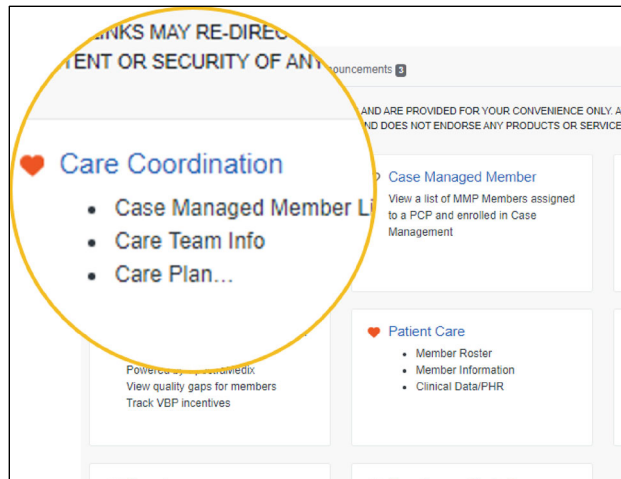 LINKS MAY RE-DIREC
TENT OR SECURITY OF ANY
ouncements 3
AND ARE PROVIDED FOR YOUR CONVENIENCE ONLY. A
ND DOES NOT ENDORSE ANY PRODUCTS OR SERVICE
Care Coordination
• Case Managed Member Li
• Care Team Info
• Care Plan...
Case Managed Member
View a list of MMP Members assigned
to a PCP and enrolled in Case
Management
Powered
View quality gaps for members
Track VBP incentives
Patient Care
• Member Roster
• Member Information
• Clinical Data/PHR